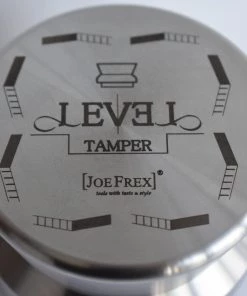 LEVEL
TAMPER
[JOEFREX]®
tools with taste & style